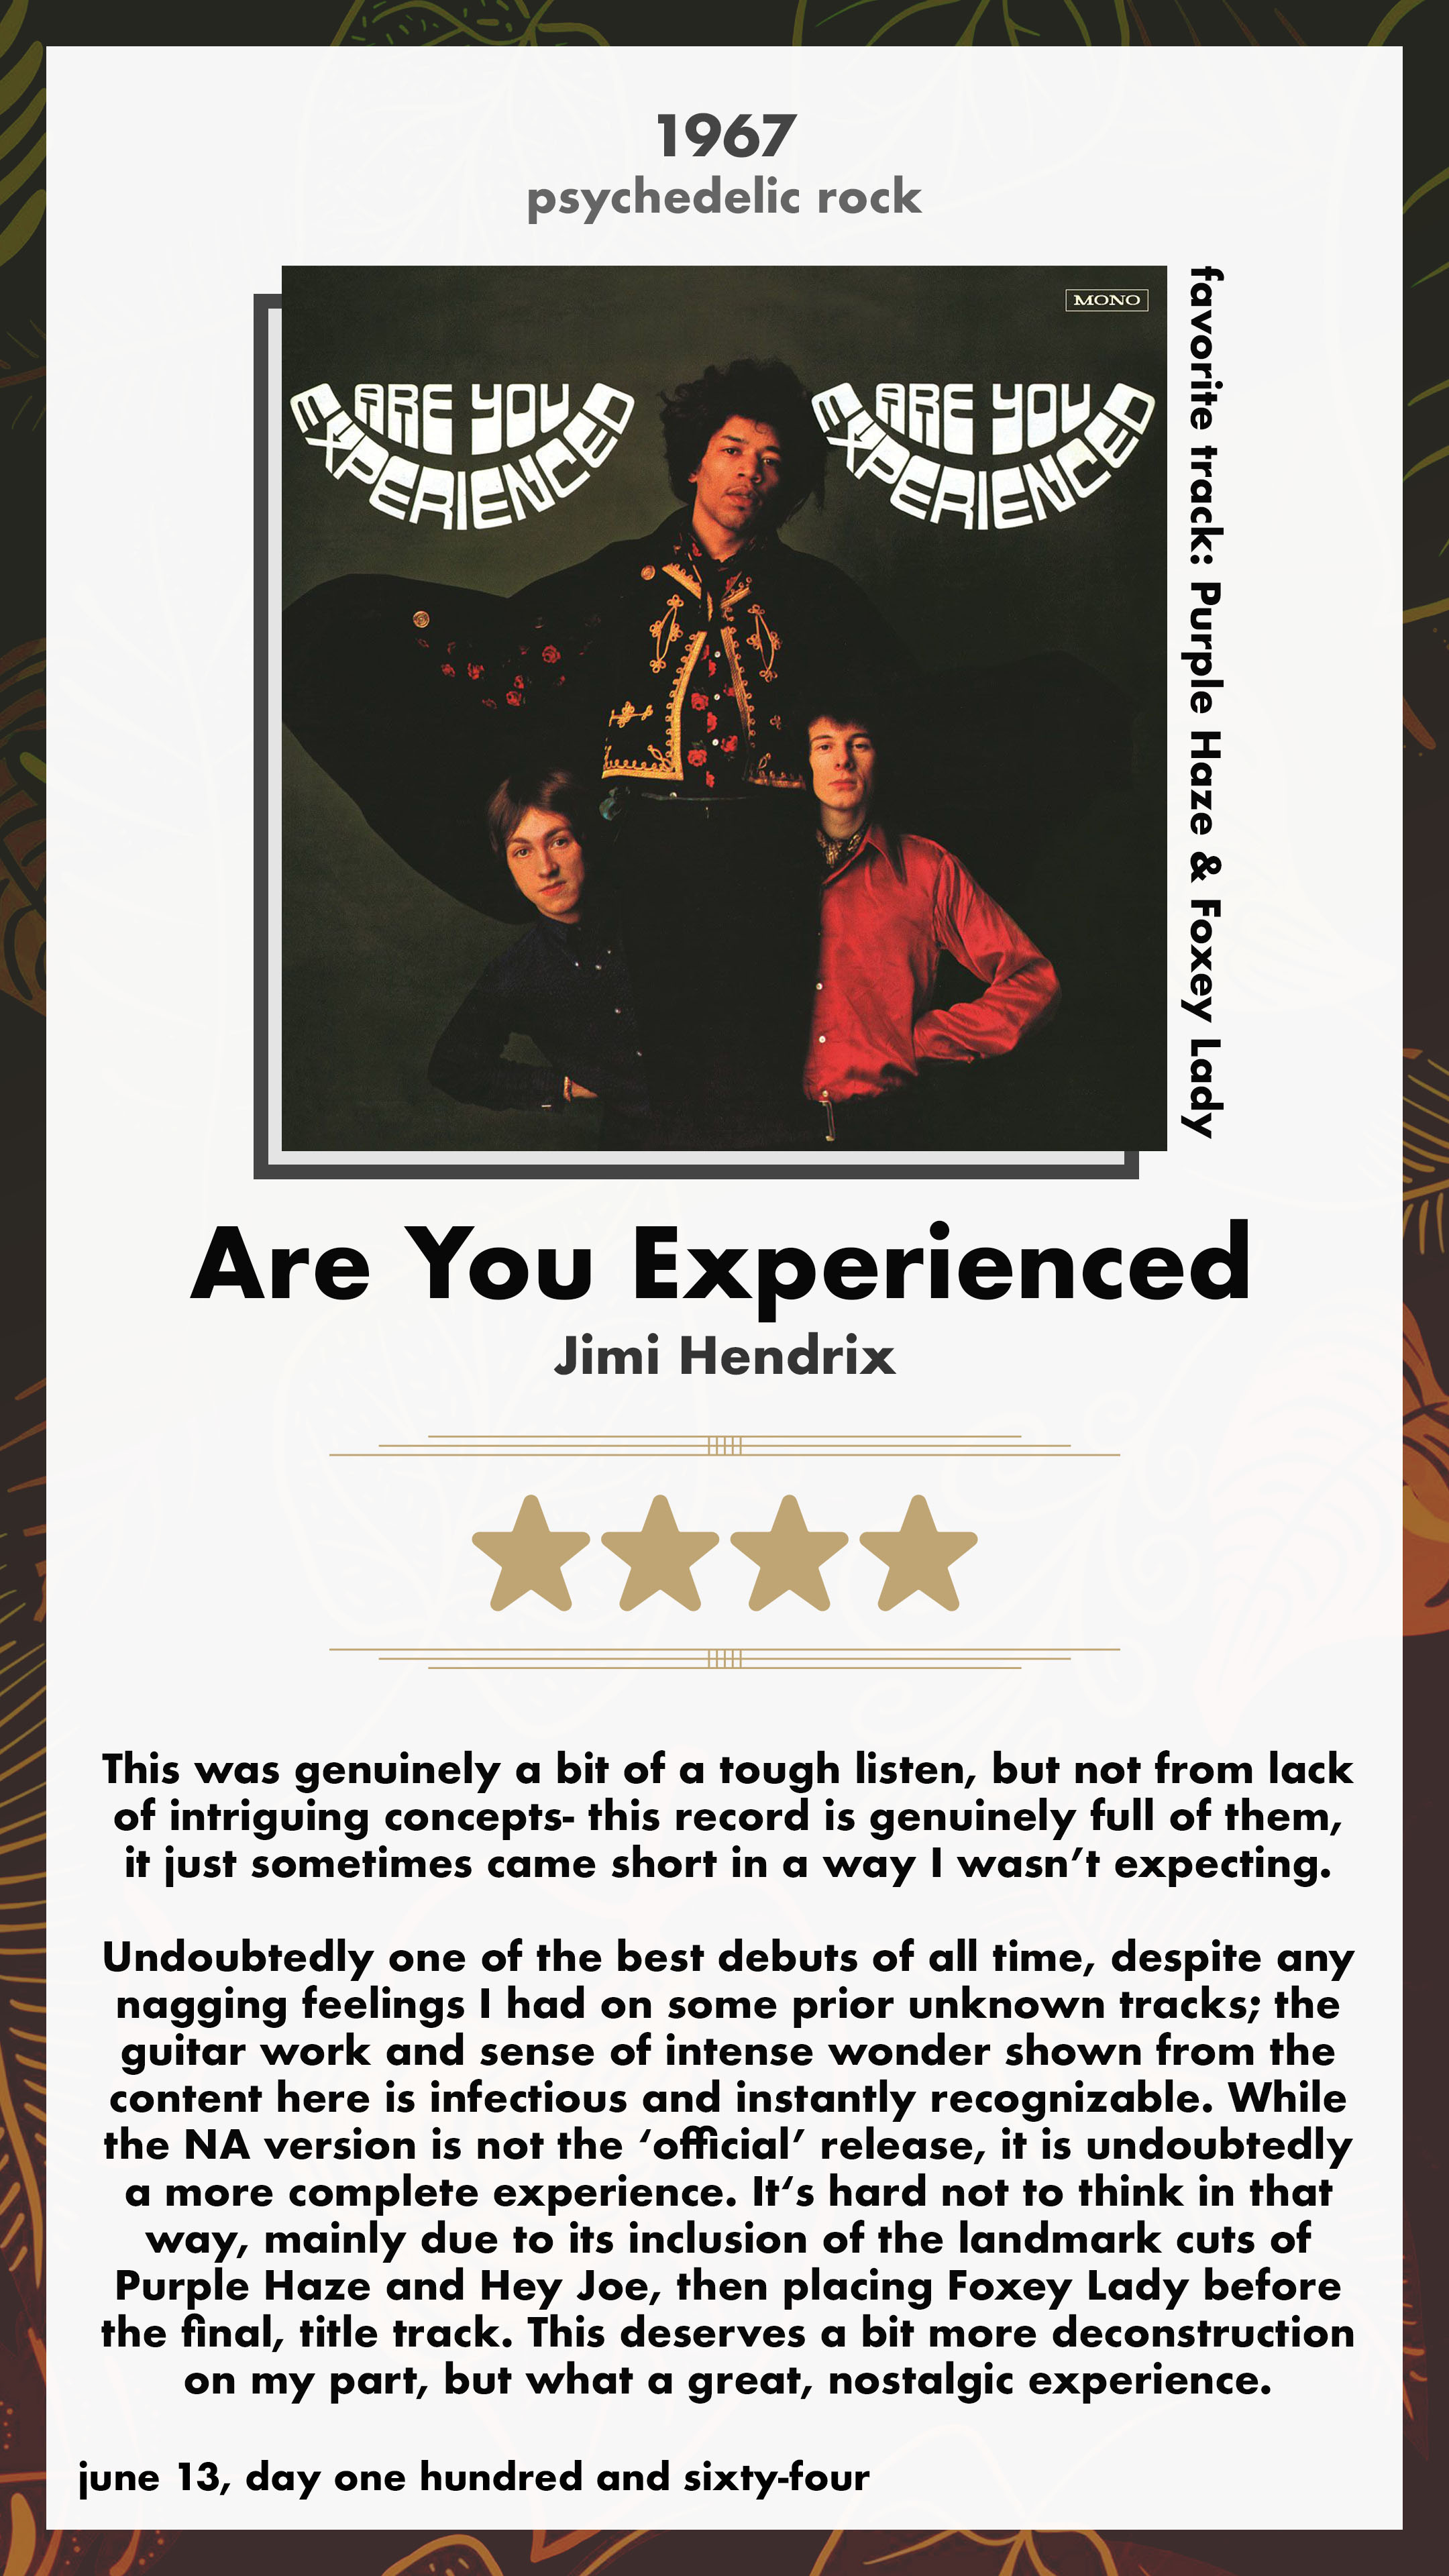 1967
psychedelic rock
MONO
ARE YOU
EXPERIENCED
ARE YOU
EXPERIENCED
favorite track: Purple Haze & Foxey Lady
Are You Experienced
Jimi Hendrix
This was genuinely a bit of a tough listen, but not from lack
of intriguing concepts- this record is genuinely full of them,
it just sometimes came short in a way I wasn’t expecting.
Undoubtedly one of the best debuts of all time, despite any
nagging feelings I had on some prior unknown tracks; the
guitar work and sense of intense wonder shown from the
content here is infectious and instantly recognizable. While
the NA version is not the ‘official’ release, it is undoubtedly
a more complete experience. It‘s hard not to think in that
way, mainly due to its inclusion of the landmark cuts of
Purple Haze and Hey Joe, then placing Foxey Lady before
the final, title track. This deserves a bit more deconstruction
on my part, but what a great, nostalgic experience.
june 13, day one hundred and sixty-four